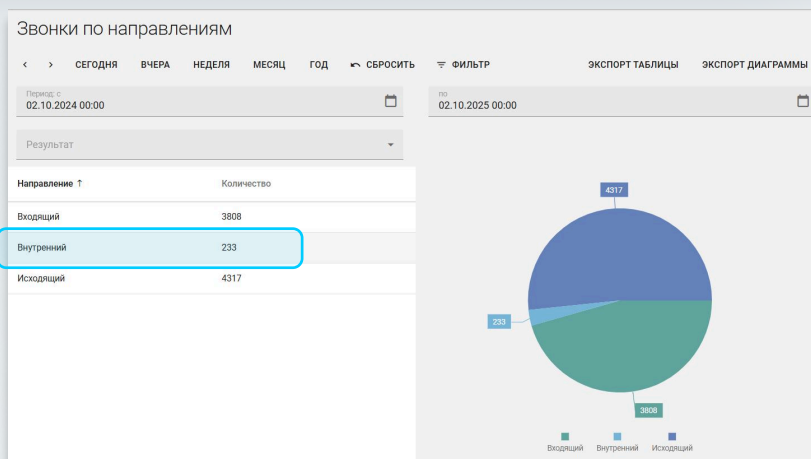 Звонки по направлениям
‹ › СЕГОДНЯ ВЧЕРА НЕДЕЛЯ МЕСЯЦ ГОД СБРОСИТЬ ФИЛЬТР ЭКСПОРТ ТАБЛИЦЫ ЭКСПОРТ ДИАГРАММЫ
Период: с
02.10.2024 00:00
по
02.10.2025 00:00
Результат
Направление ↑ Количество
Входящий 3808
Внутренний 233
Исходящий 4317
4317
233
3808
Входящий Внутренний Исходящий